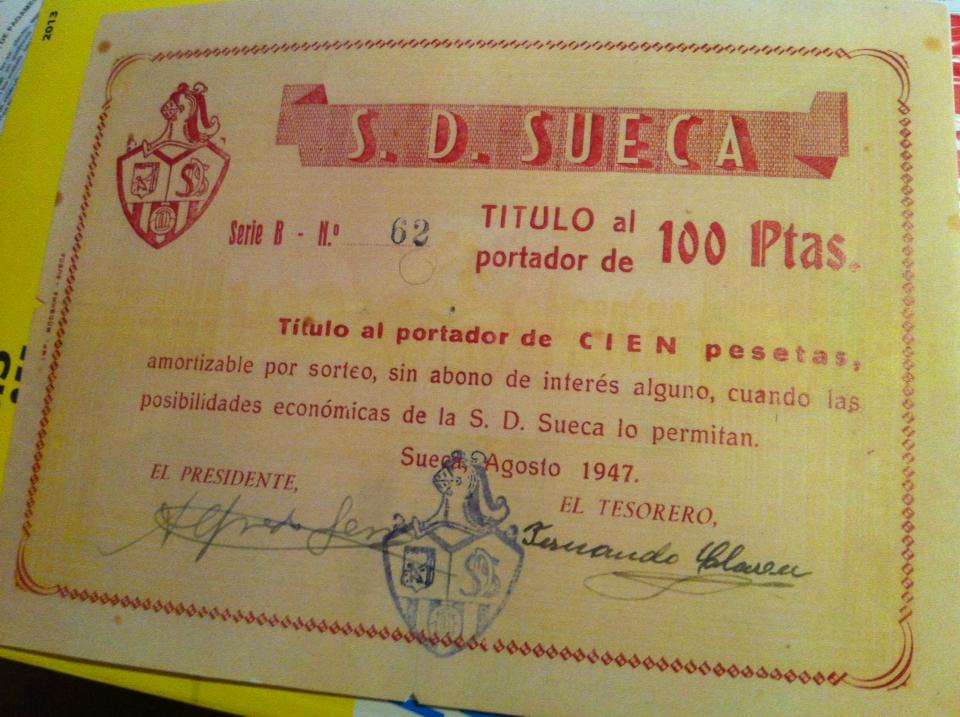 2013
S. D. SUECA
Serie B - N.º 62
TITULO al
portador de 100 Ptas.
Título al portador de CIEN pesetas,
amortizable por sorteo, sin abono de interés alguno, cuando las
posibilidades económicas de la S. D. Sueca lo permitan.
Sueca, Agosto 1947.
EL PRESIDENTE,
EL TESORERO,
Alfredo
Fernando